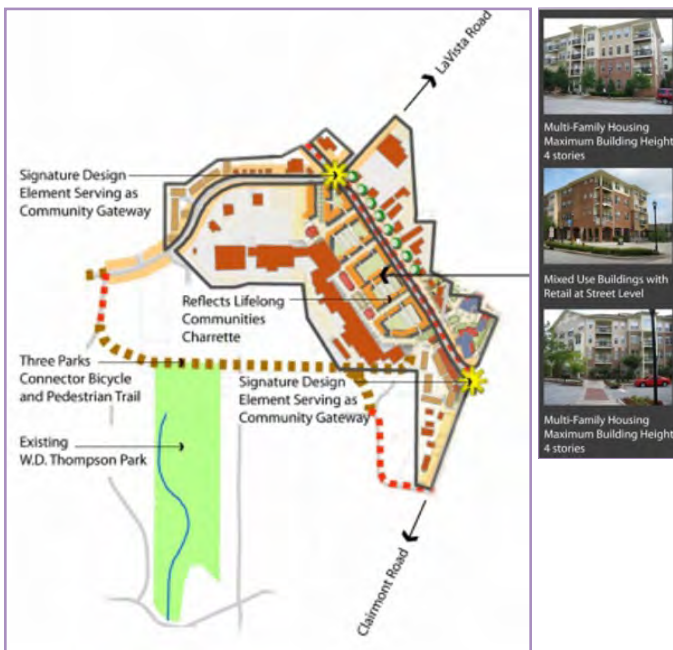 LaVista Road
Signature Design
Element Serving as
Community Gateway
Reflects Lifelong
Communities
Charrette
Three Parks
Connector Bicycle
and Pedestrian Trail
Signature Design
Element Serving as
Community Gateway
Existing
W.D. Thompson Park
Clairmont Road
Multi-Family Housing
Maximum Building Height
4 stories
Mixed Use Buildings with
Retail at Street Level
Multi-Family Housing
Maximum Building Height
4 stories